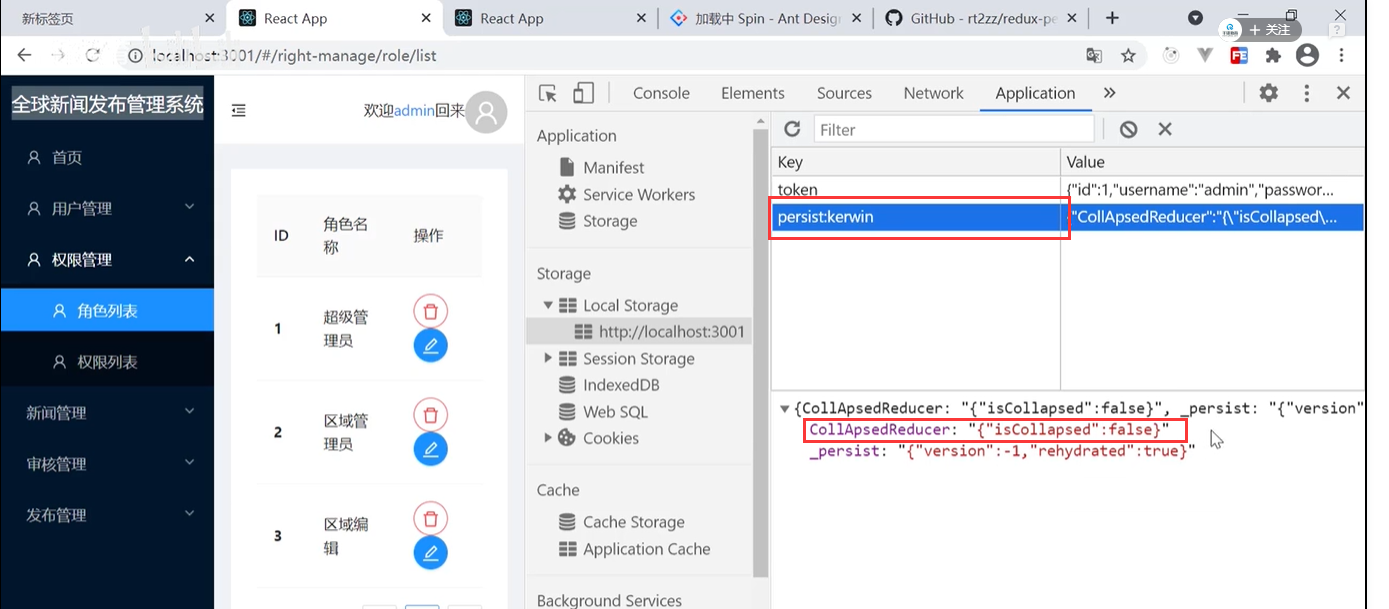 新标签页
React App
React App
加载中 Spin - Ant Desig
GitHub - rt2zz/redux-pe
+ 关注
localhost:3001/#/right-manage/role/list
全球新闻发布管理系统
首页
用户管理
权限管理
角色列表
权限列表
新闻管理
审核管理
发布管理
欢迎admin回来
ID 角色名称 操作
1 超级管理员
2 区域管理员
3 区域编辑
Console Elements Sources Network Application
Application
Manifest
Service Workers
Storage
Storage
Local Storage
http://localhost:3001
Session Storage
IndexedDB
Web SQL
Cookies
Cache
Cache Storage
Application Cache
Background Services
Filter
Key Value
token {"id":1,"username":"admin","passwor...
persist:kerwin {"CollApsedReducer":"{\"isCollapsed\...
{CollApsedReducer: "{"isCollapsed":false}", _persist: "{"version"
CollApsedReducer: "{"isCollapsed":false}"
_persist: "{"version":-1,"rehydrated":true}"